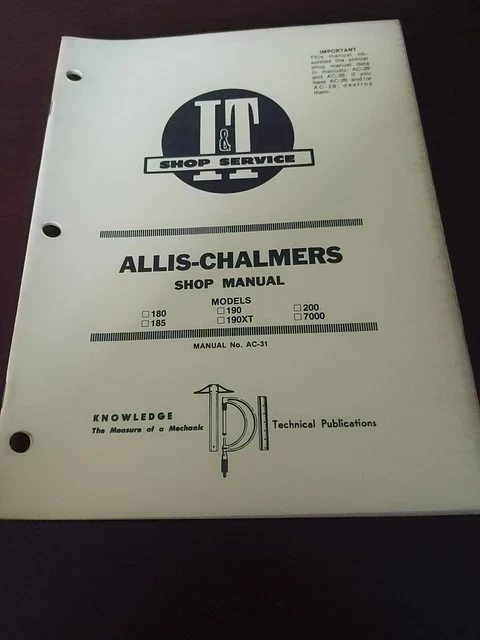 IMPORTANT
This manual ob-
soletes the similar
shop manual data
in manuals AC-26
and AC-28. If you
have AC-26 and/or
AC-28, destroy
them.
I&T
SHOP SERVICE
ALLIS-CHALMERS
SHOP MANUAL
MODELS
180 190 200
185 190XT 7000
MANUAL No. AC-31
KNOWLEDGE
The Measure of a Mechanic
Technical Publications